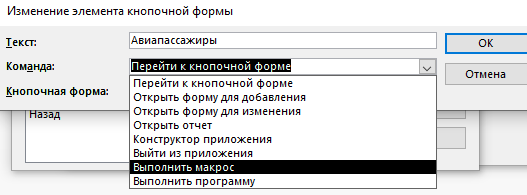 Изменение элемента кнопочной формы
Текст: Авиапассажиры OK
Команда: Перейти к кнопочной форме Отмена
Кнопочная форма: Перейти к кнопочной форме
Открыть форму для добавления
Назад Открыть форму для изменения
Открыть отчет
Конструктор приложения
Выйти из приложения
Выполнить макрос
Выполнить программу